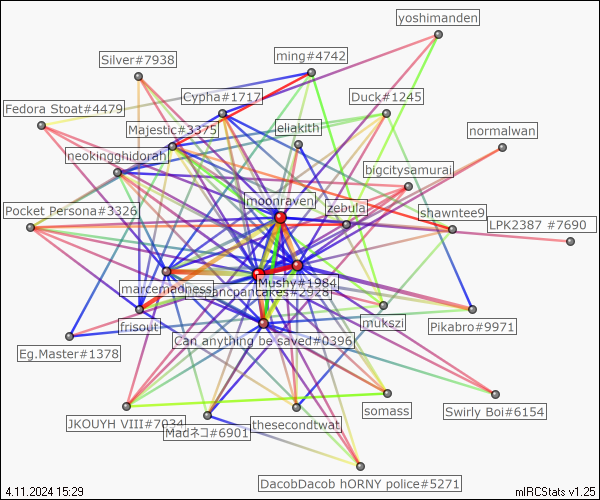 yoshimanden
ming#4742
Silver#7938
Cypha#1717
Duck#1245
Fedora Stoat#4479
Majestic#3375
eliakith
normalwan
neokingghidorah
bigcitysamurai
moonraven
zebula
Pocket Persona#3326
shawntee9
LPK2387 #7690
marcemadness
Mushy#1984
ancpancakes#2928
frisout
mukszi
Pikabro#9971
Can anything be saved#0396
Eg.Master#1378
JKOUYH VIII#7034
Madネコ#6901
thesecondtwat
somass
Swirly Boi#6154
DacobDacob hORNY police#5271
4.11.2024 15:29
mIRCStats v1.25